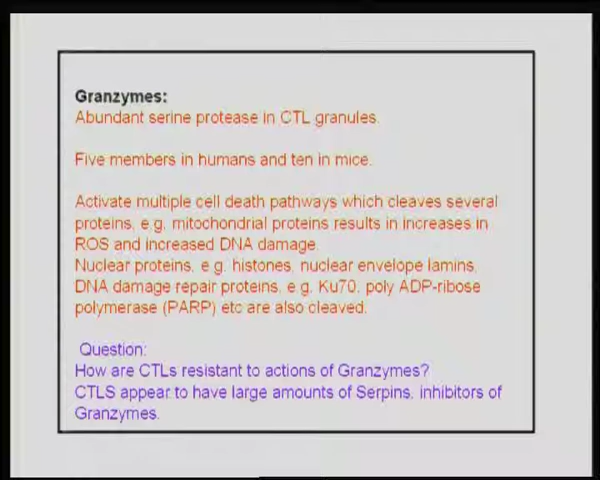 Granzymes:
Abundant serine protease in CTL granules.
Five members in humans and ten in mice.
Activate multiple cell death pathways which cleaves several
proteins, e.g. mitochondrial proteins results in increases in
ROS and increased DNA damage.
Nuclear proteins, e.g. histones, nuclear envelope lamins,
DNA damage repair proteins, e.g. Ku70, poly ADP-ribose
polymerase (PARP) etc are also cleaved.
Question:
How are CTLs resistant to actions of Granzymes?
CTLS appear to have large amounts of Serpins, inhibitors of
Granzymes.